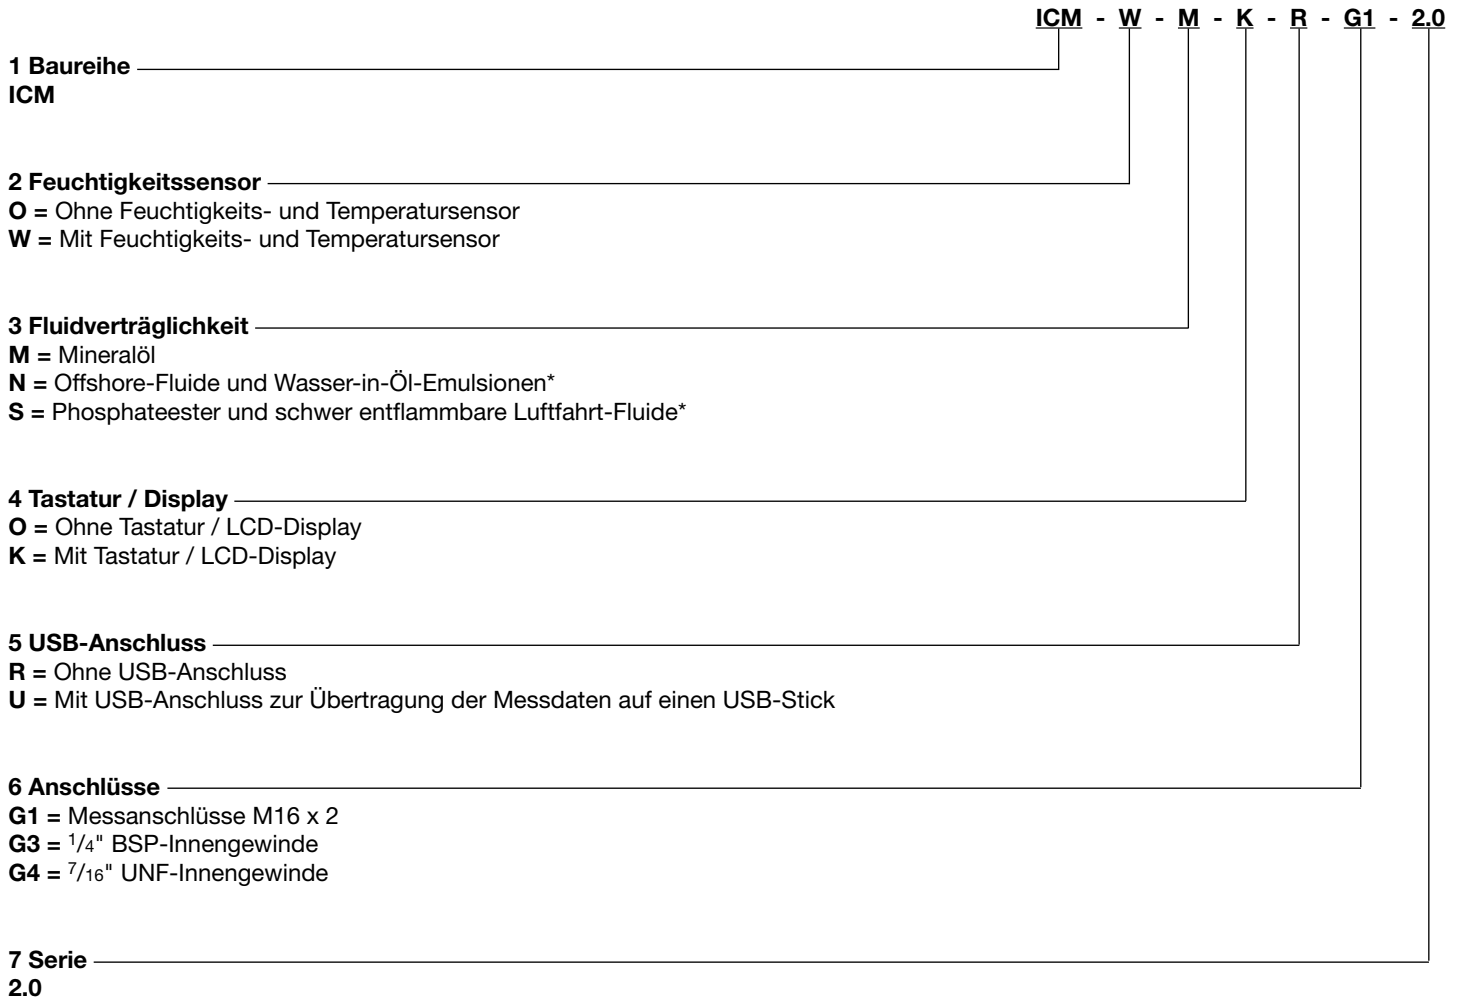 ICM - W - M - K - R - G1 - 2.0
1 Baureihe
ICM
2 Feuchtigkeitssensor
O = Ohne Feuchtigkeits- und Temperatursensor
W = Mit Feuchtigkeits- und Temperatursensor
3 Fluidverträglichkeit
M = Mineralöl
N = Offshore-Fluide und Wasser-in-Öl-Emulsionen*
S = Phosphateester und schwer entflammbare Luftfahrt-Fluide*
4 Tastatur / Display
O = Ohne Tastatur / LCD-Display
K = Mit Tastatur / LCD-Display
5 USB-Anschluss
R = Ohne USB-Anschluss
U = Mit USB-Anschluss zur Übertragung der Messdaten auf einen USB-Stick
6 Anschlüsse
G1 = Messanschlüsse M16 x 2
G3 = 1/4" BSP-Innengewinde
G4 = 7/16" UNF-Innengewinde
7 Serie
2.0